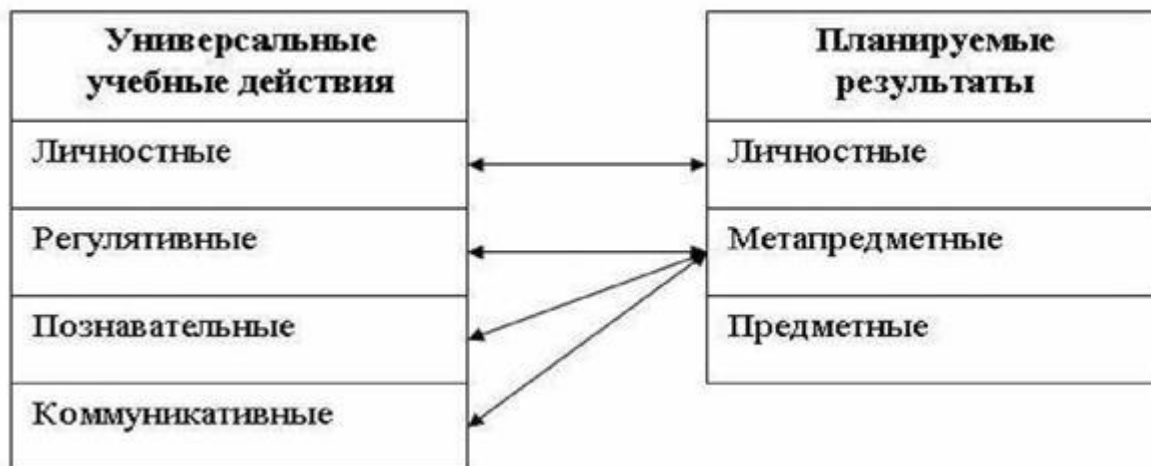 Универсальные
учебные действия
Личностные
Регулятивные
Познавательные
Коммуникативные
Планируемые
результаты
Личностные
Метапредметные
Предметные